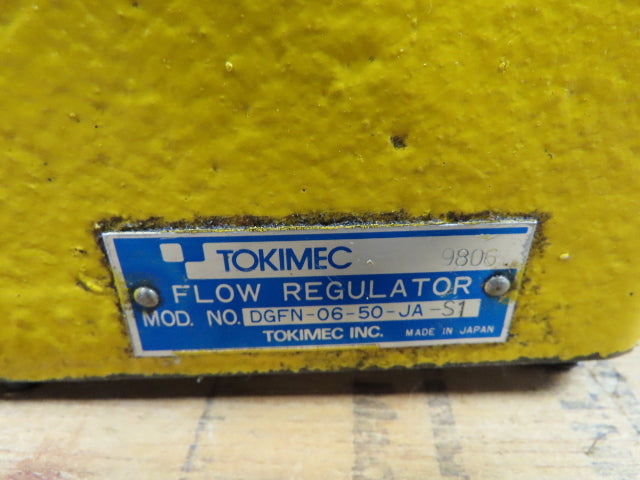 TOKIMEC 9806
FLOW REGULATOR
MOD. NO. DGFN-06-50-JA-S1
TOKIMEC INC. MADE IN JAPAN